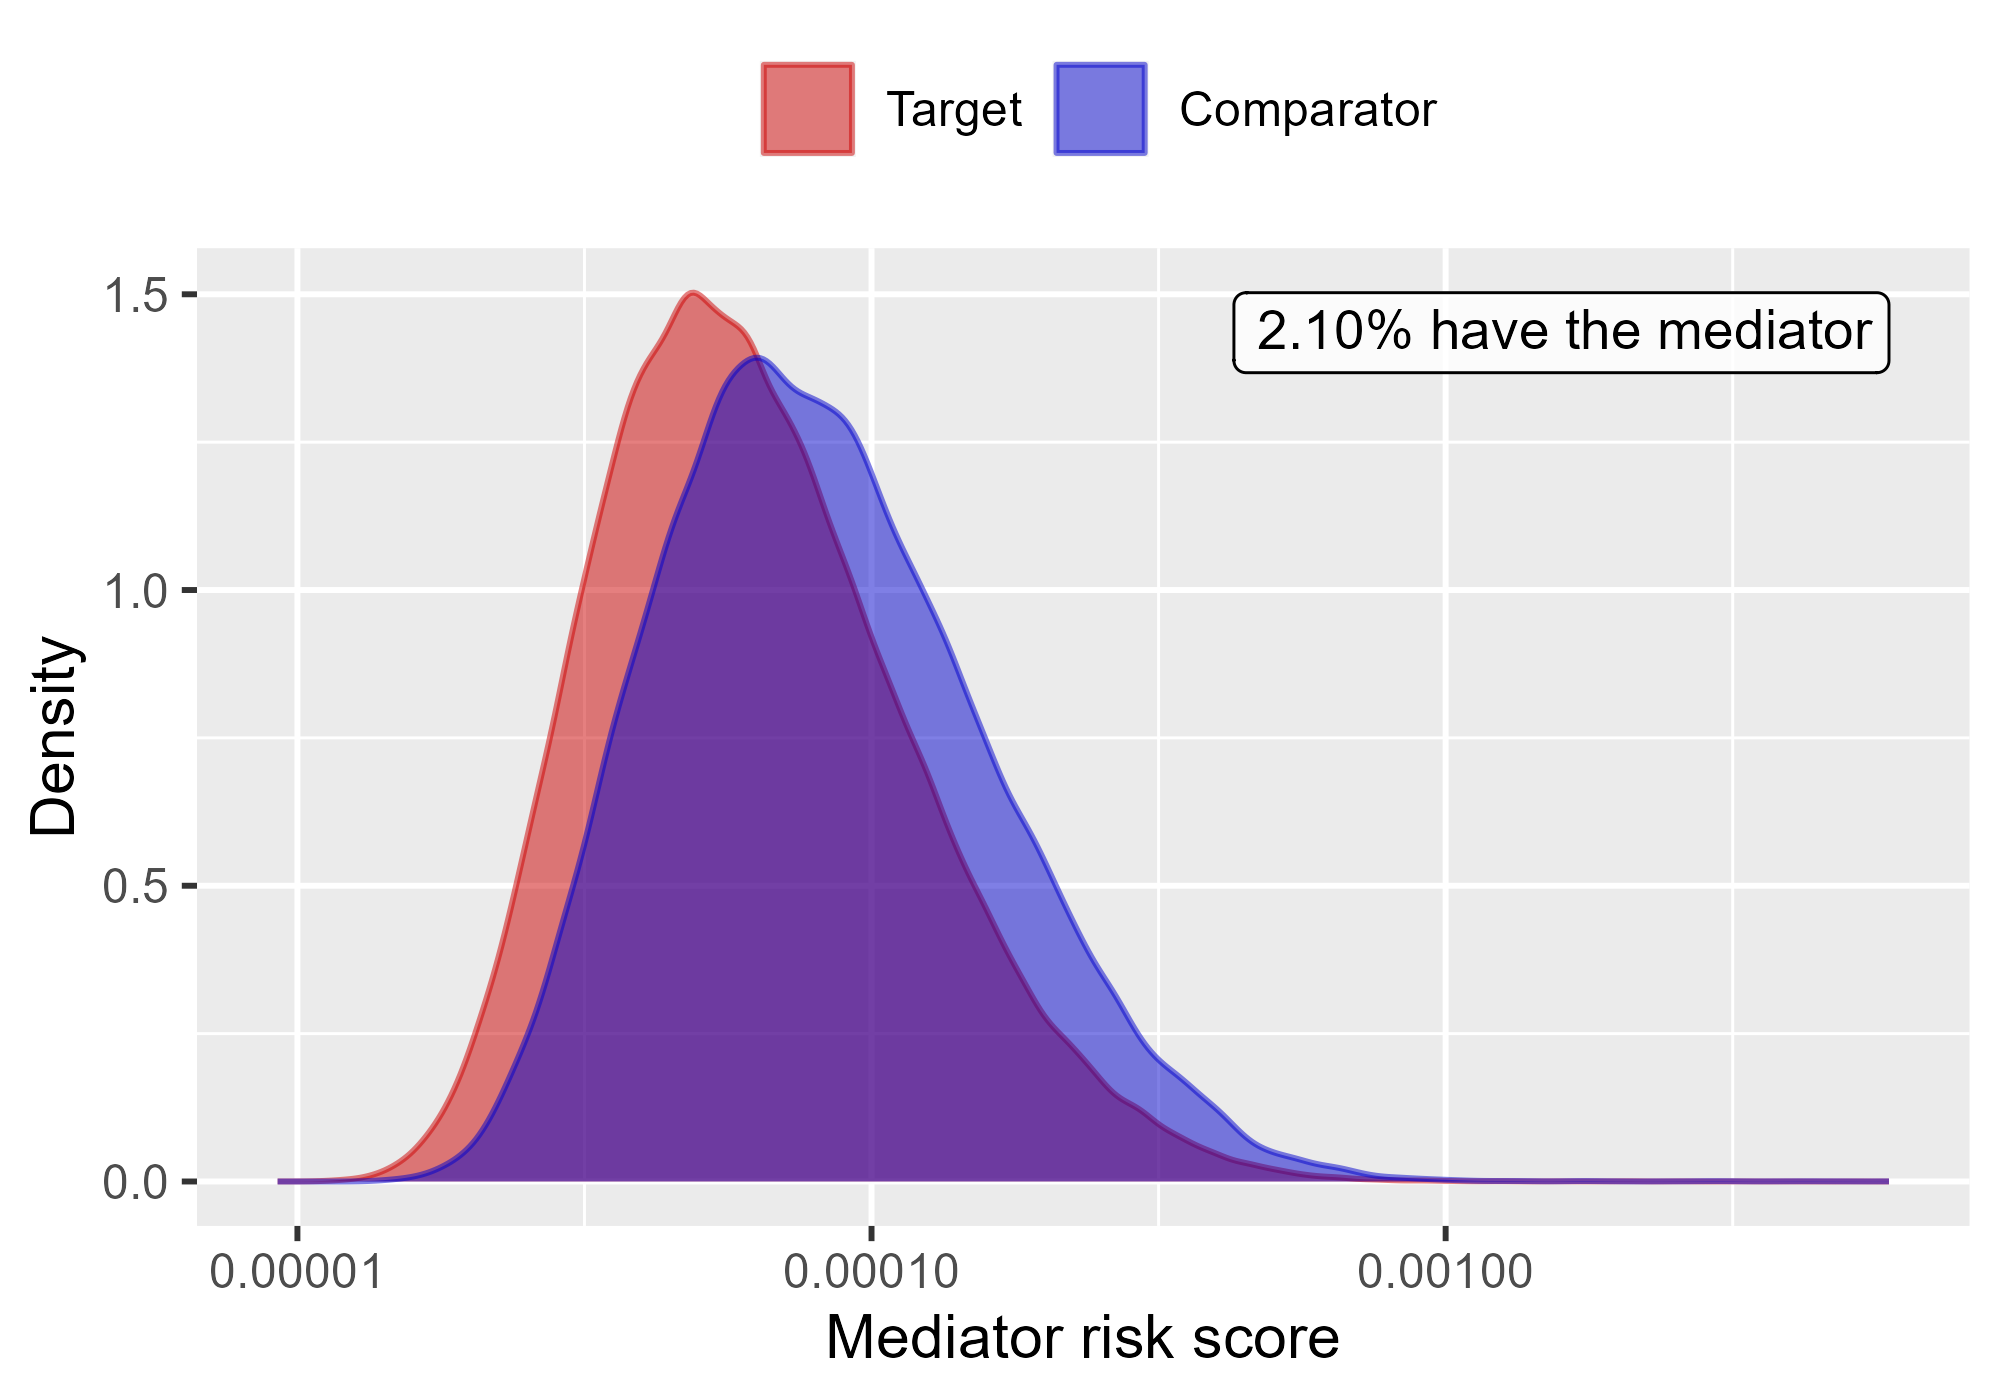 Target Comparator
2.10% have the mediator
Density
1.5
1.0
0.5
0.0
0.00001 0.00010 0.00100
Mediator risk score